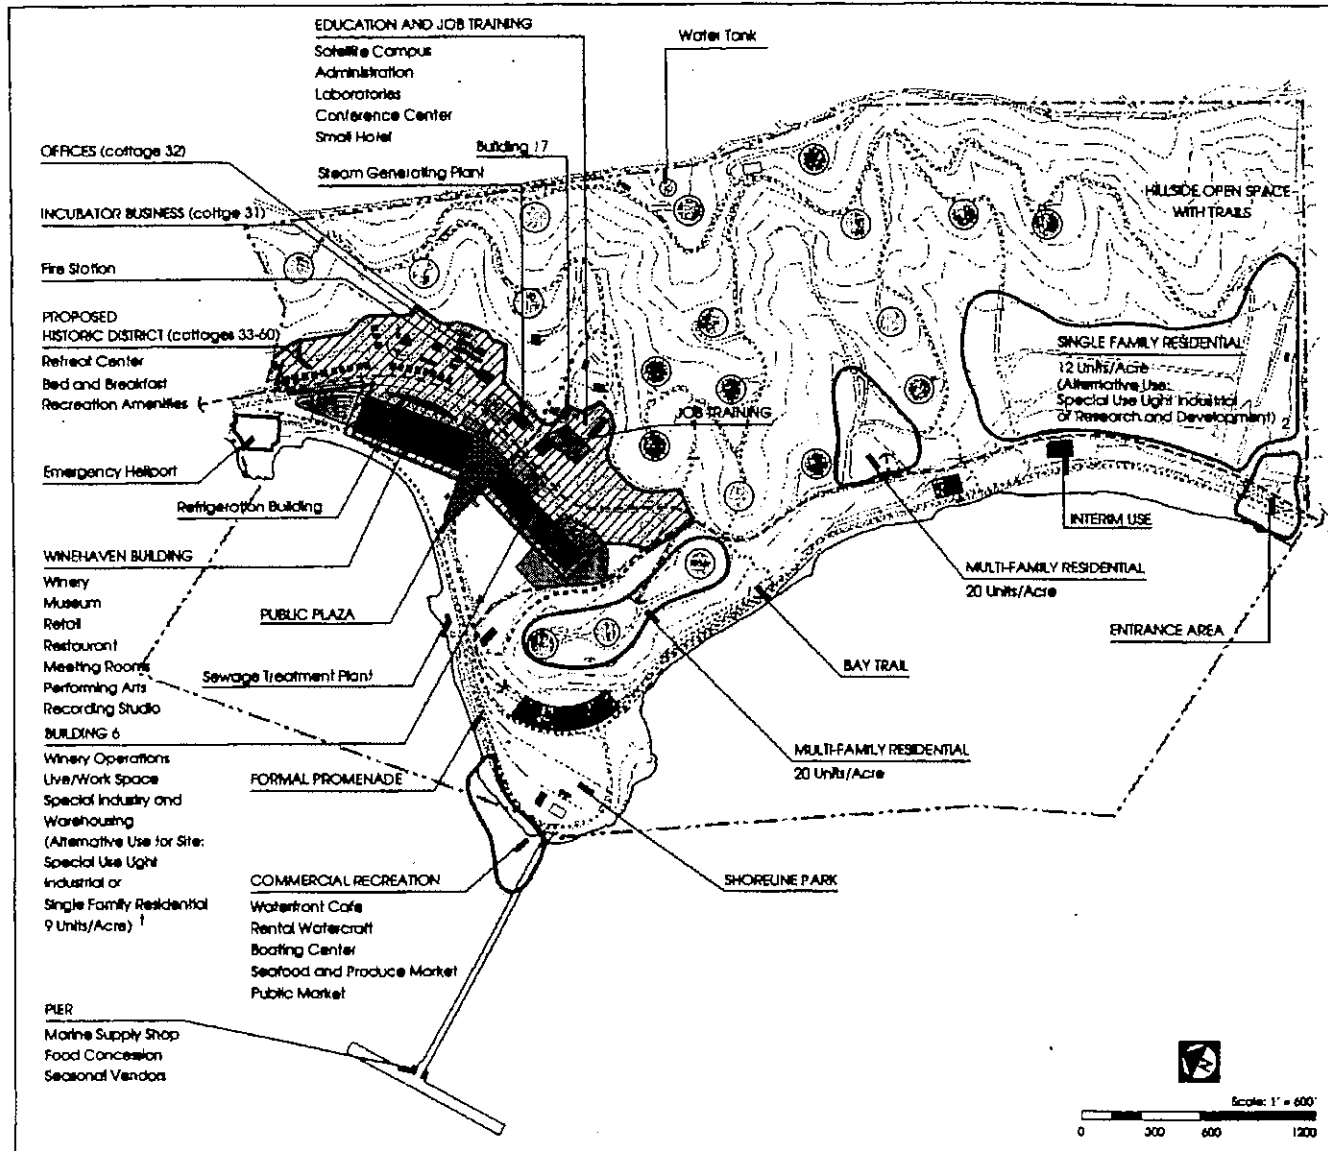 EDUCATION AND JOB TRAINING
Satellite Campus
Administration
Laboratories
Conference Center
Small Hotel
Water Tank
Building 17
Steam Generating Plant
OFFICES (cottage 32)
INCUBATOR BUSINESS (cottge 31)
Fire Station
PROPOSED
HISTORIC DISTRICT (cottages 33-60)
Retreat Center
Bed and Breakfast
Recreation Amenities
Emergency Heliport
Refrigeration Building
WINEHAVEN BUILDING
Winery
Museum
Retail
Restaurant
Meeting Rooms
Performing Arts
Recording Studio
BUILDING 6
Winery Operations
Live/Work Space
Special Industry and
Warehousing
(Alternative Use for Site:
Special Use Light
Industrial or
Single Family Residential
9 Units/Acre) †
PIER
Marine Supply Shop
Food Concession
Seasonal Vendors
PUBLIC PLAZA
Sewage Treatment Plant
FORMAL PROMENADE
COMMERCIAL RECREATION
Waterfront Cafe
Rental Watercraft
Boating Center
Seafood and Produce Market
Public Market
JOB TRAINING
HILLSIDE OPEN SPACE
WITH TRAILS
SINGLE FAMILY RESIDENTIAL
12 Units/Acre
(Alternative Use:
Special Use Light Industrial
or Research and Development)
2
INTERIM USE
MULTI-FAMILY RESIDENTIAL
20 Units/Acre
ENTRANCE AREA
BAY TRAIL
MULTI-FAMILY RESIDENTIAL
20 Units/Acre
SHORELINE PARK
N
Scale: 1" = 600'
0 300 600 1200